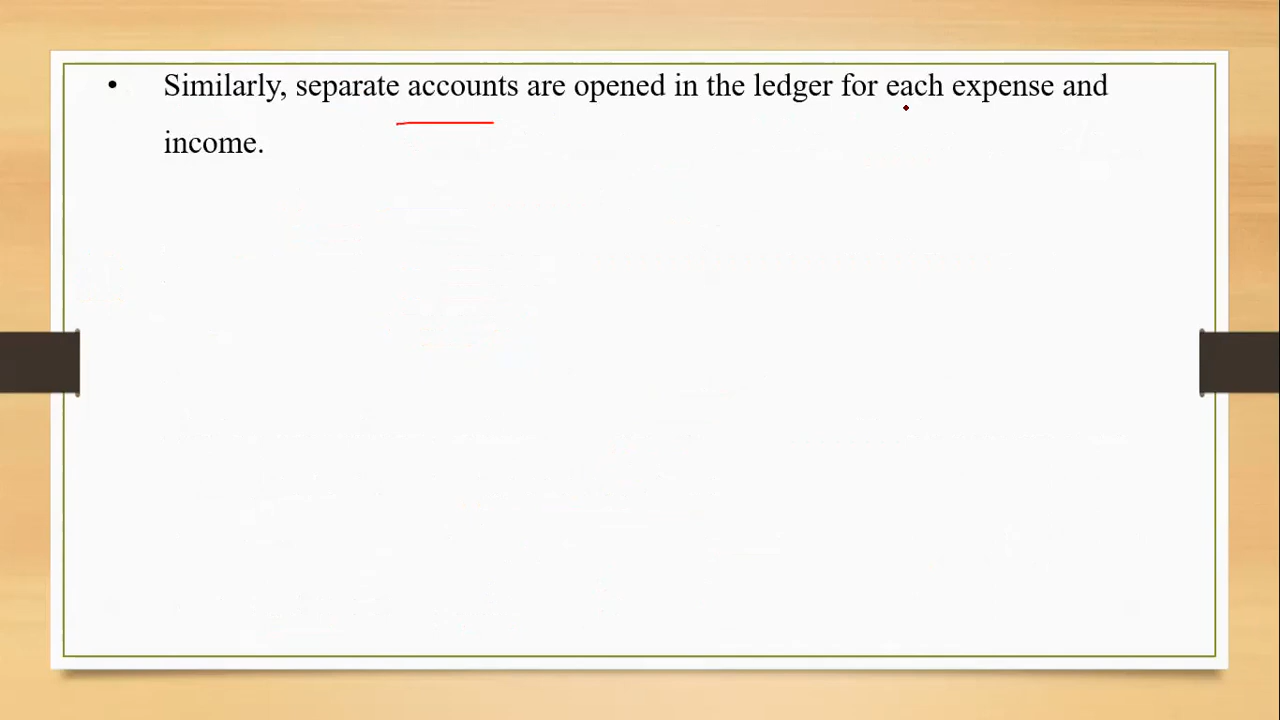 • Similarly, separate accounts are opened in the ledger for each expense and
income.